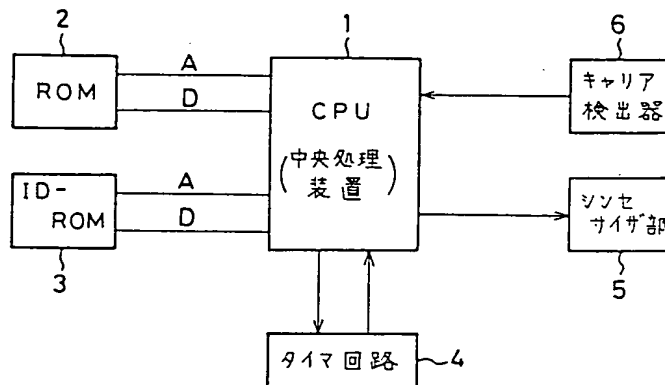 2
1
6
ROM
A
D
CPU
(中央処理
装置)
キャリア
検出器
ID-
ROM
A
D
3
シンセ
サイザ部
5
タイマ回路
4